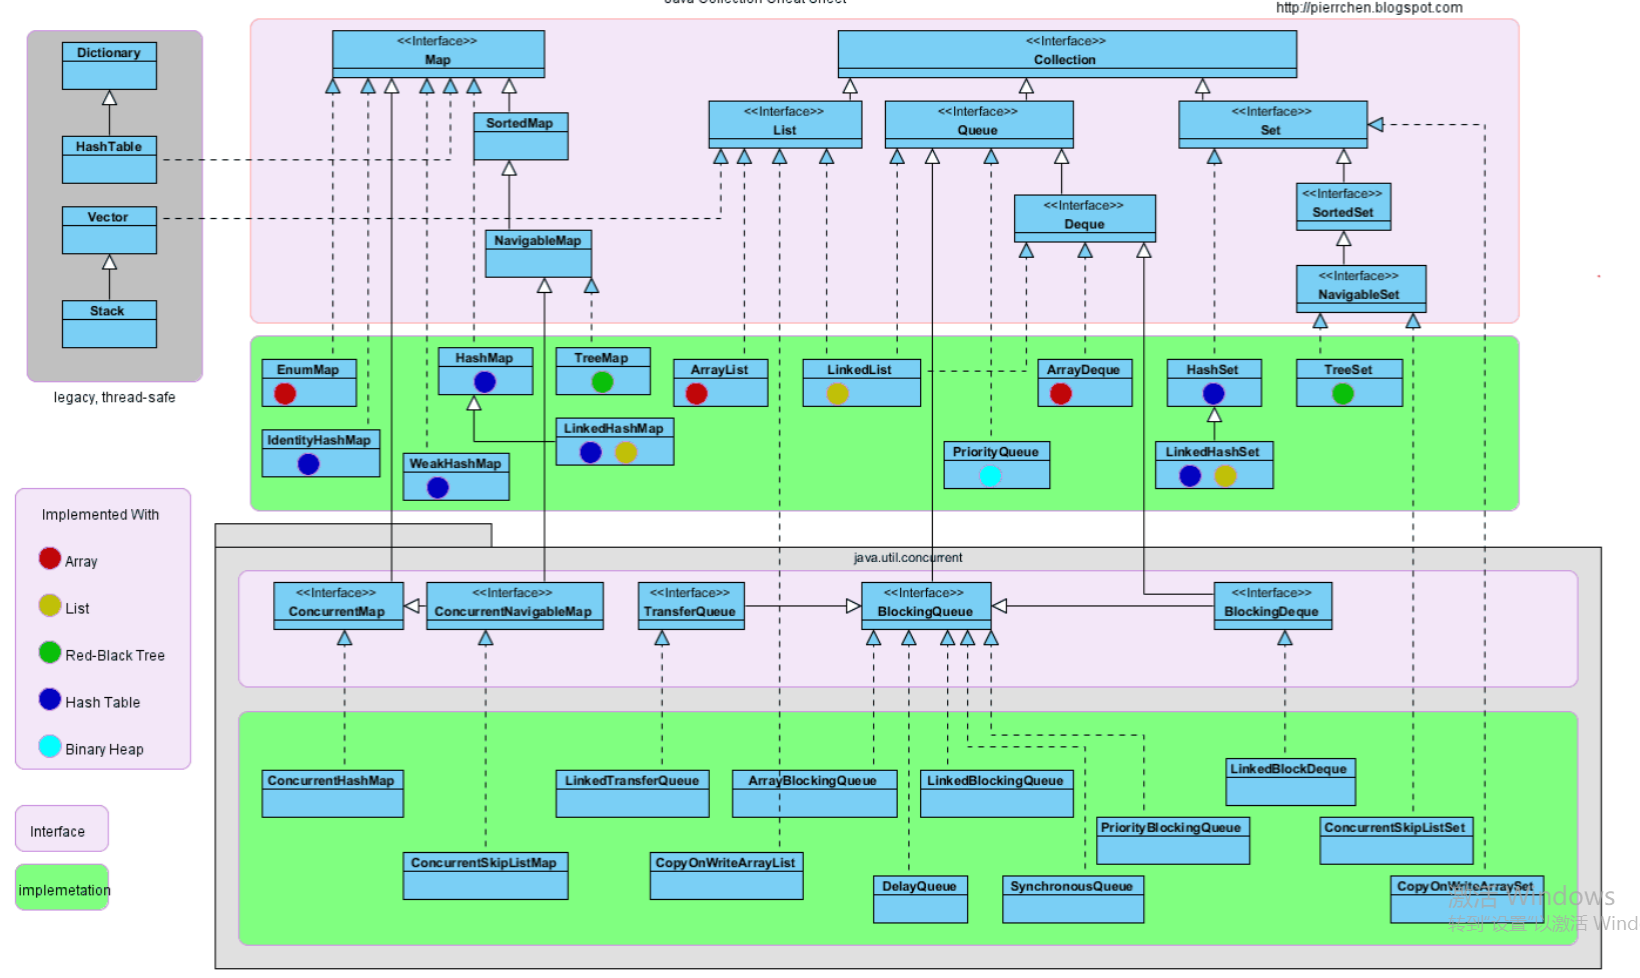 Java Collection Cheat Sheet
http://pierrchen.blogspot.com
Dictionary
HashTable
Vector
Stack
legacy, thread-safe
<<Interface>>
Map
<<Interface>>
Collection
SortedMap
<<Interface>>
List
<<Interface>>
Queue
<<Interface>>
Set
NavigableMap
<<Interface>>
Deque
<<Interface>>
SortedSet
<<Interface>>
NavigableSet
EnumMap
HashMap
TreeMap
ArrayList
LinkedList
ArrayDeque
HashSet
TreeSet
IdentityHashMap
WeakHashMap
LinkedHashMap
PriorityQueue
LinkedHashSet
Implemented With
Array
List
Red-Black Tree
Hash Table
Binary Heap
Interface
implemetation
java.util.concurrent
<<Interface>>
ConcurrentMap
<<Interface>>
ConcurrentNavigableMap
<<Interface>>
TransferQueue
<<Interface>>
BlockingQueue
<<Interface>>
BlockingDeque
ConcurrentHashMap
LinkedTransferQueue
ArrayBlockingQueue
LinkedBlockingQueue
LinkedBlockDeque
PriorityBlockingQueue
ConcurrentSkipListSet
ConcurrentSkipListMap
CopyOnWriteArrayList
DelayQueue
SynchronousQueue
CopyOnWriteArraySet
激活 Windows
转到"设置"以激活 Wind